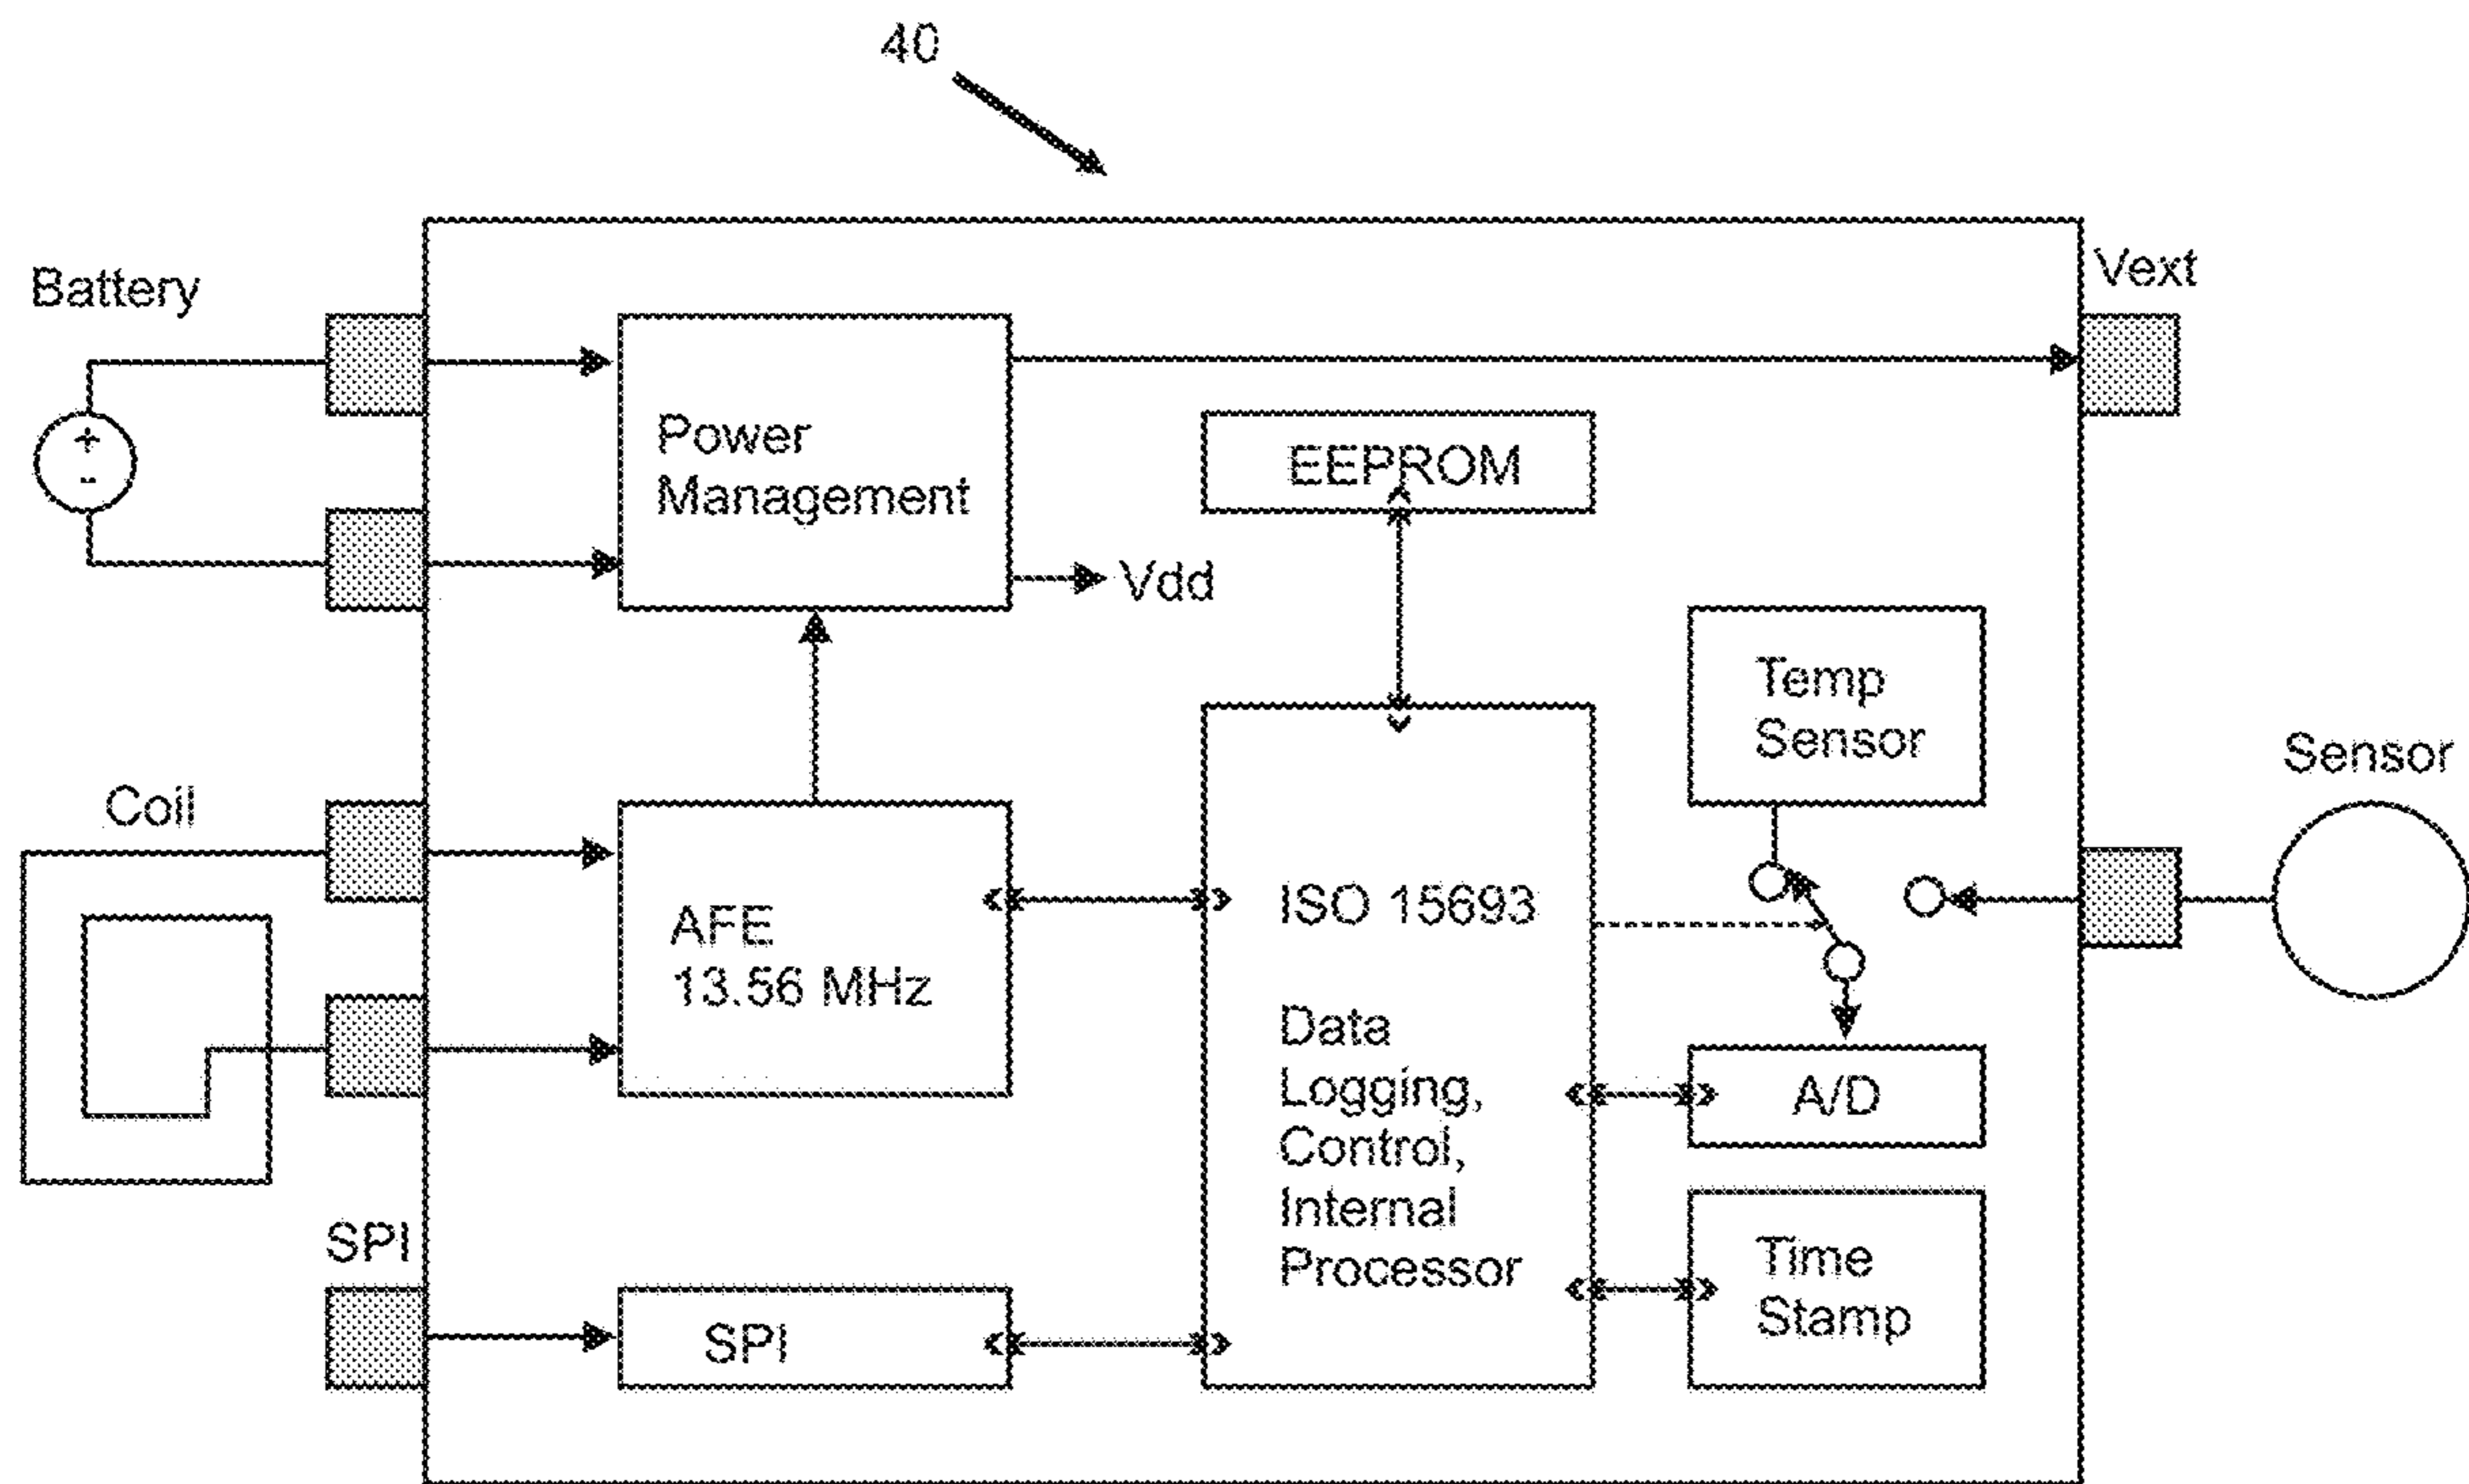 40
Battery
Vext
+
-
Power
Management
EEPROM
Vdd
Temp
Sensor
Sensor
Coil
AFE
13.56 MHz
ISO 15693
Data
Logging,
Control,
Internal
Processor
A/D
Time
Stamp
SPI
SPI